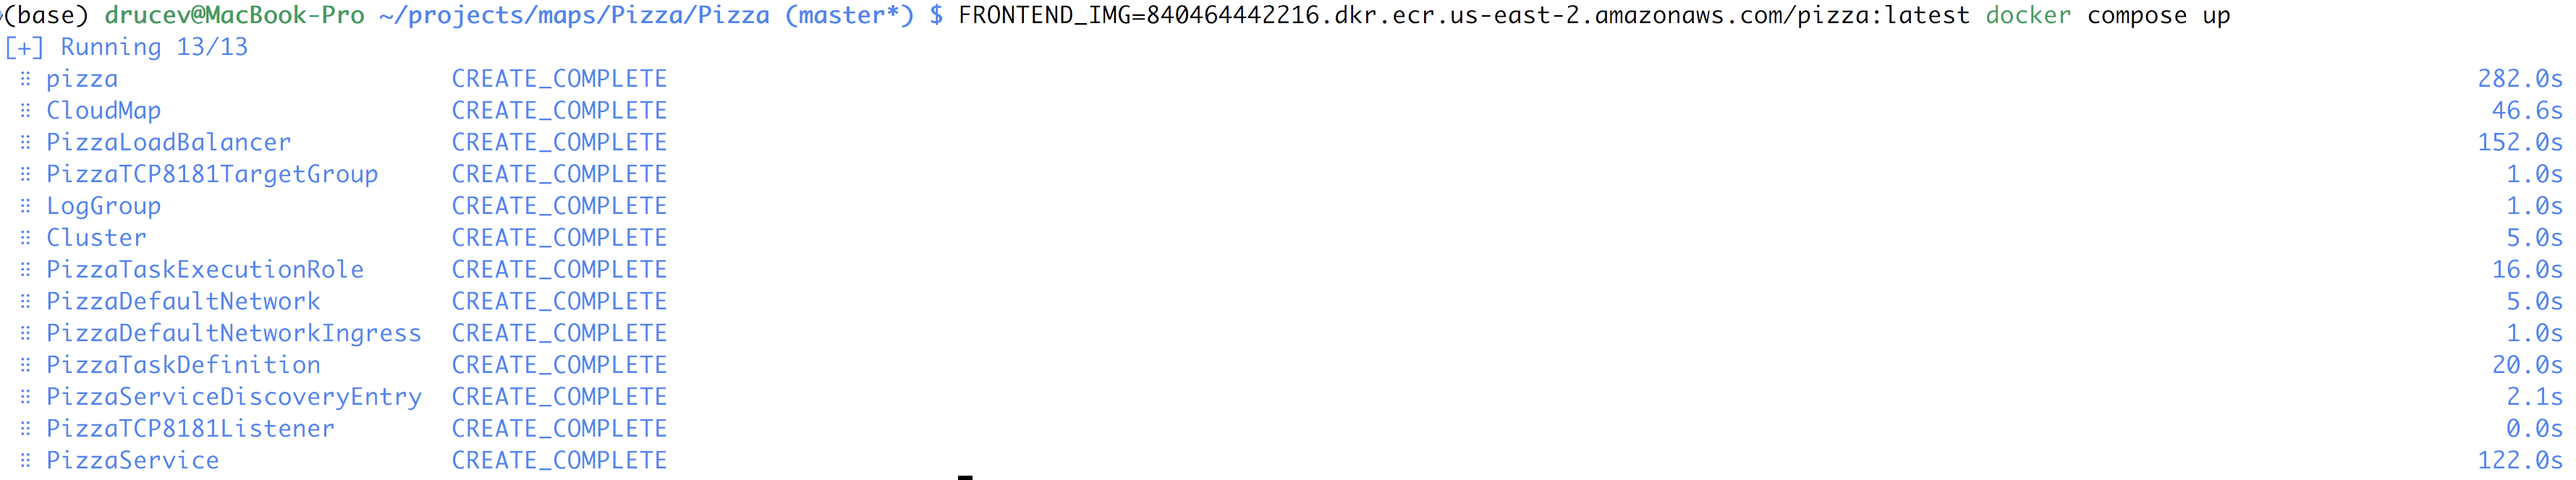 (base) drucev@MacBook-Pro ~/projects/maps/Pizza/Pizza (master*) $ FRONTEND_IMG=840464442216.dkr.ecr.us-east-2.amazonaws.com/pizza:latest docker compose up
[+] Running 13/13
⠿ pizza CREATE_COMPLETE 282.0s
⠿ CloudMap CREATE_COMPLETE 46.6s
⠿ PizzaLoadBalancer CREATE_COMPLETE 152.0s
⠿ PizzaTCP8181TargetGroup CREATE_COMPLETE 1.0s
⠿ LogGroup CREATE_COMPLETE 1.0s
⠿ Cluster CREATE_COMPLETE 5.0s
⠿ PizzaTaskExecutionRole CREATE_COMPLETE 16.0s
⠿ PizzaDefaultNetwork CREATE_COMPLETE 5.0s
⠿ PizzaDefaultNetworkIngress CREATE_COMPLETE 1.0s
⠿ PizzaTaskDefinition CREATE_COMPLETE 20.0s
⠿ PizzaServiceDiscoveryEntry CREATE_COMPLETE 2.1s
⠿ PizzaTCP8181Listener CREATE_COMPLETE 0.0s
⠿ PizzaService CREATE_COMPLETE 122.0s